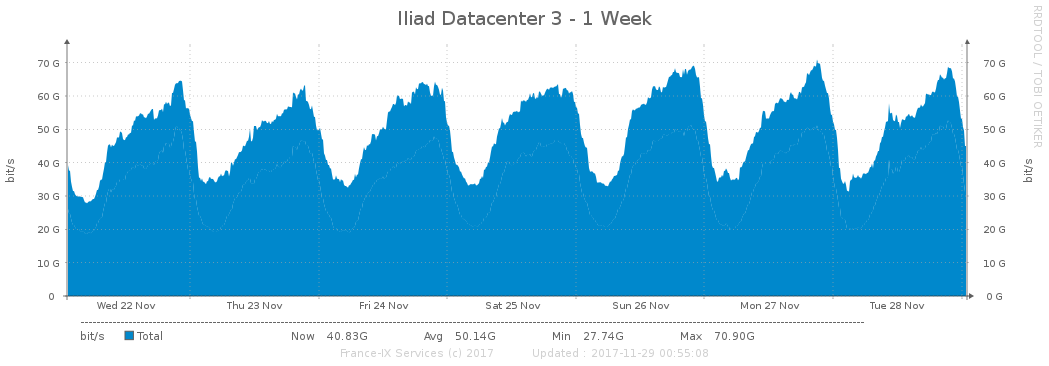 Iliad Datacenter 3 - 1 Week
RRDTOOL / TOBI OETIKER
bit/s
70 G 70 G
60 G 60 G
50 G 50 G
40 G 40 G
30 G 30 G
20 G 20 G
10 G 10 G
0 0 G
bit/s
Wed 22 Nov Thu 23 Nov Fri 24 Nov Sat 25 Nov Sun 26 Nov Mon 27 Nov Tue 28 Nov
bit/s Total Now 40.83G Avg 50.14G Min 27.74G Max 70.90G
France-IX Services (c) 2017 Updated : 2017-11-29 00:55:08